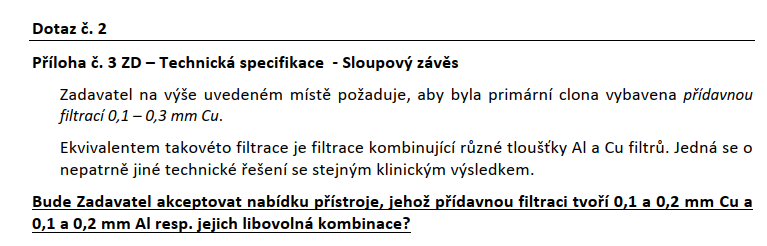 Dotaz č. 2
Příloha č. 3 ZD – Technická specifikace - Sloupový závěs
Zadavatel na výše uvedeném místě požaduje, aby byla primární clona vybavena přídavnou
filtrací 0,1 – 0,3 mm Cu.
Ekvivalentem takovéto filtrace je filtrace kombinující různé tloušťky Al a Cu filtrů. Jedná se o
nepatrně jiné technické řešení se stejným klinickým výsledkem.
Bude Zadavatel akceptovat nabídku přístroje, jehož přídavnou filtraci tvoří 0,1 a 0,2 mm Cu a
0,1 a 0,2 mm Al resp. jejich libovolná kombinace?